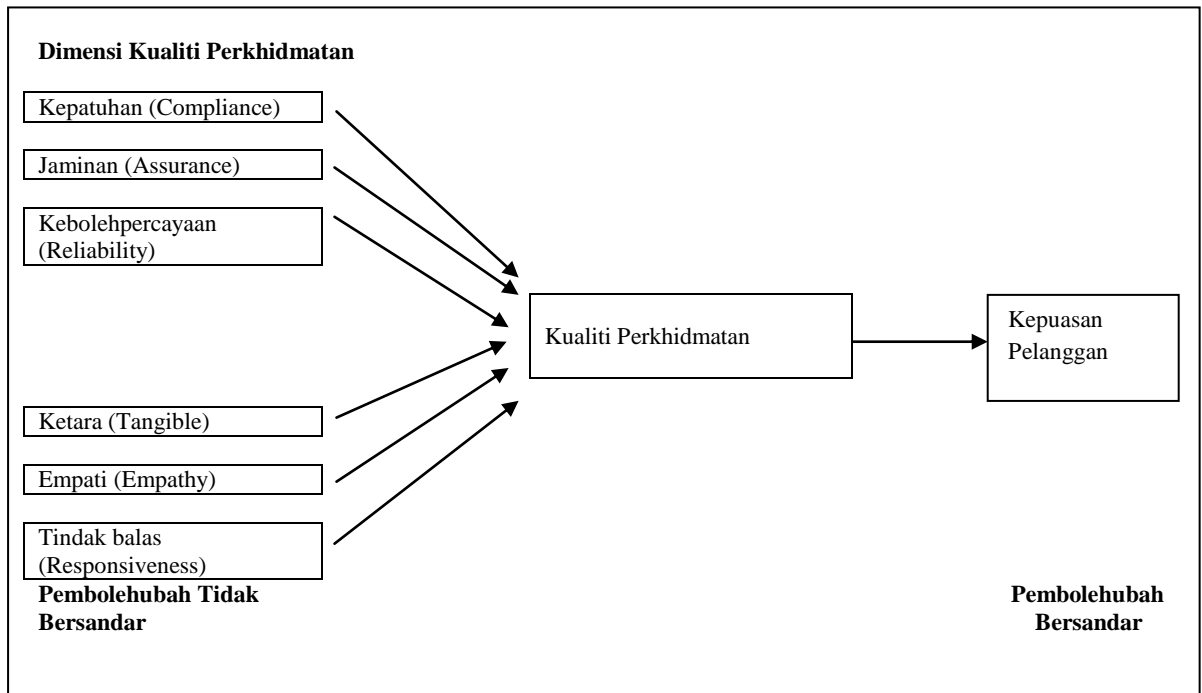 Dimensi Kualiti Perkhidmatan
Kepatuhan (Compliance)
Jaminan (Assurance)
Kebolehpercayaan
(Reliability)
Ketara (Tangible)
Empati (Empathy)
Tindak balas
(Responsiveness)
Pembolehubah Tidak
Bersandar
Kualiti Perkhidmatan
Kepuasan
Pelanggan
Pembolehubah
Bersandar